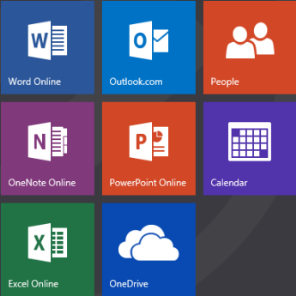 W
O
Word Online
Outlook.com
People
N
P
OneNote Online
PowerPoint Online
Calendar
X
Excel Online
OneDrive